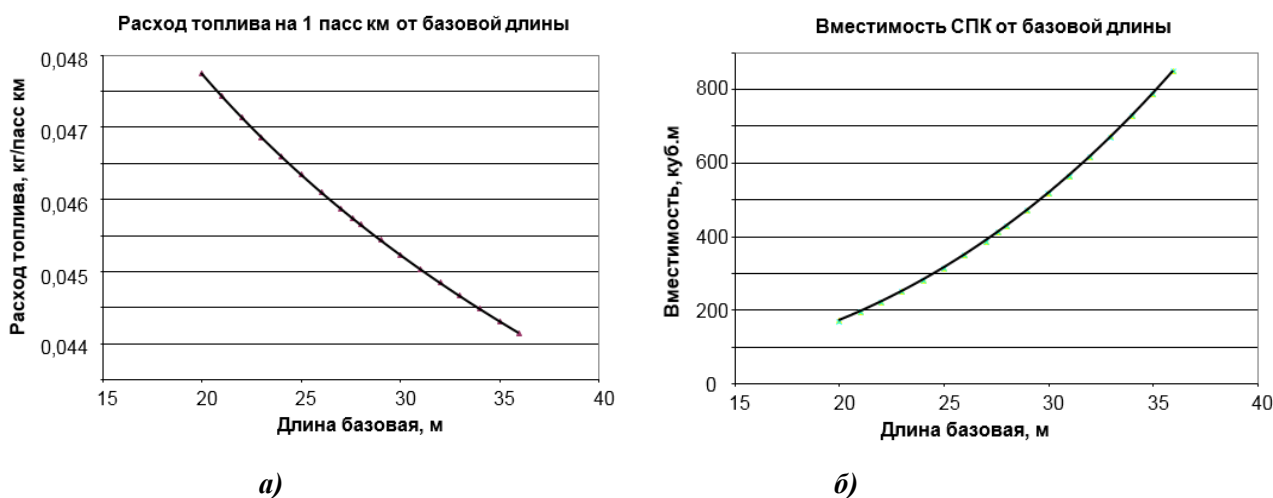 Расход топлива на 1 пасс км от базовой длины
Расход топлива, кг/пасс км
0,048
0,047
0,046
0,045
0,044
15 20 25 30 35 40
Длина базовая, м
а)
Вместимость СПК от базовой длины
Вместимость, куб.м
800
600
400
200
0
15 20 25 30 35 40
Длина базовая, м
б)